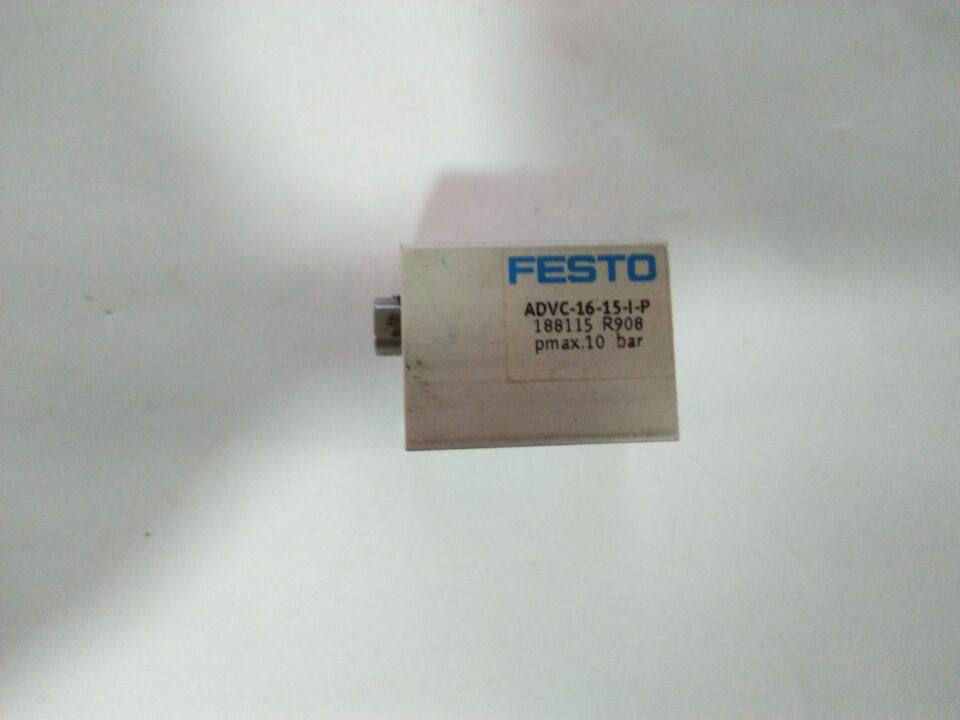 FESTO
ADVC-16-15-I-P
188115 R908
pmax.10 bar